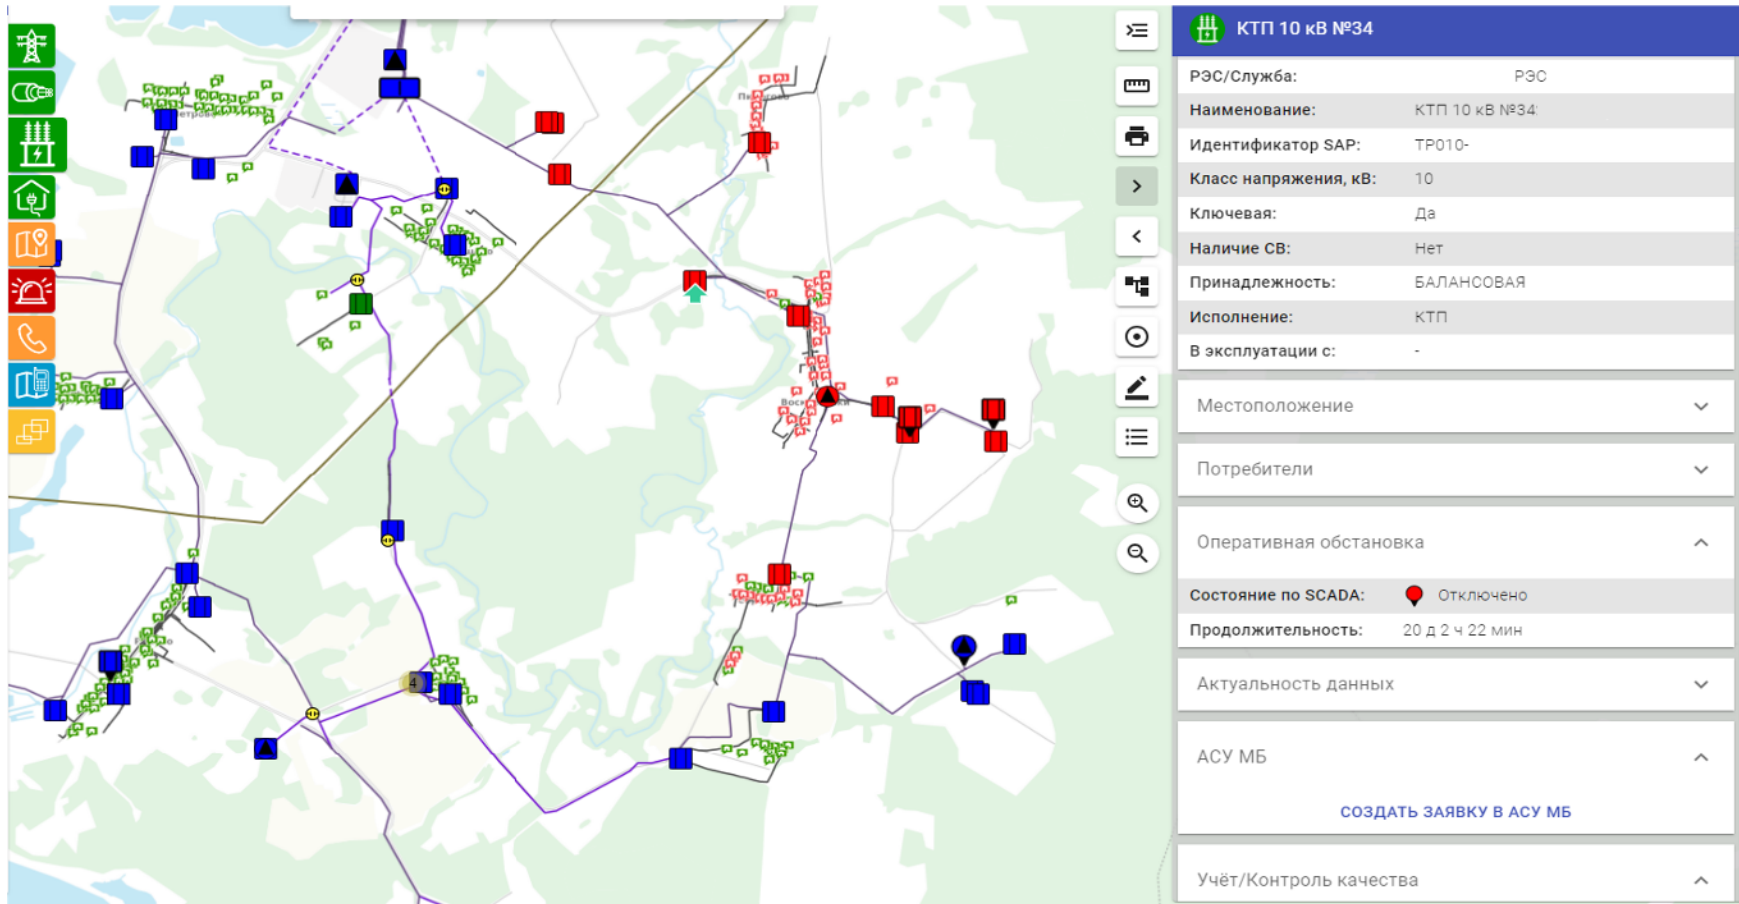 КТП 10 кВ №34
РЭС/Служба: РЭС
Наименование: КТП 10 кВ №34:
Идентификатор SAP: ТР010-
Класс напряжения, кВ: 10
Ключевая: Да
Наличие СВ: Нет
Принадлежность: БАЛАНСОВАЯ
Исполнение: КТП
В эксплуатации с: -
Местоположение
Потребители
Оперативная обстановка
Состояние по SCADA: Отключено
Продолжительность: 20 д 2 ч 22 мин
Актуальность данных
АСУ МБ
СОЗДАТЬ ЗАЯВКУ В АСУ МБ
Учёт/Контроль качества
4